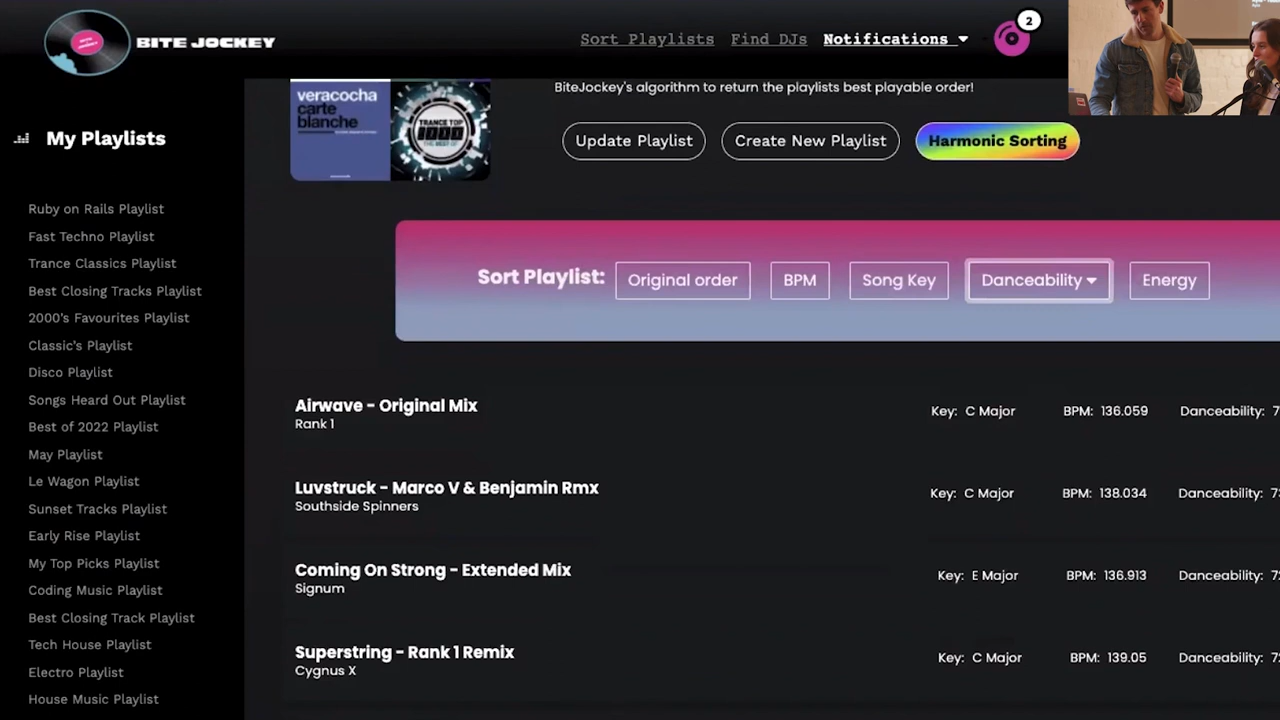 BITE JOCKEY
Sort Playlists
Find DJs
Notifications
2
veracocha
carte
blanche
TRANCE TOP
1000
BiteJockey's algorithm to return the playlists best playable order!
Update Playlist
Create New Playlist
Harmonic Sorting
My Playlists
Ruby on Rails Playlist
Fast Techno Playlist
Trance Classics Playlist
Best Closing Tracks Playlist
2000's Favourites Playlist
Classic's Playlist
Disco Playlist
Songs Heard Out Playlist
Best of 2022 Playlist
May Playlist
Le Wagon Playlist
Sunset Tracks Playlist
Early Rise Playlist
My Top Picks Playlist
Coding Music Playlist
Best Closing Track Playlist
Tech House Playlist
Electro Playlist
House Music Playlist
Sort Playlist:
Original order
BPM
Song Key
Danceability
Energy
Airwave - Original Mix
Rank 1
Key: C Major
BPM: 136.059
Danceability: 7
Luvstruck - Marco V & Benjamin Rmx
Southside Spinners
Key: C Major
BPM: 138.034
Danceability:
Coming On Strong - Extended Mix
Signum
Key: E Major
BPM: 136.913
Danceability:
Superstring - Rank 1 Remix
Cygnus X
Key: C Major
BPM: 139.05
Danceability: